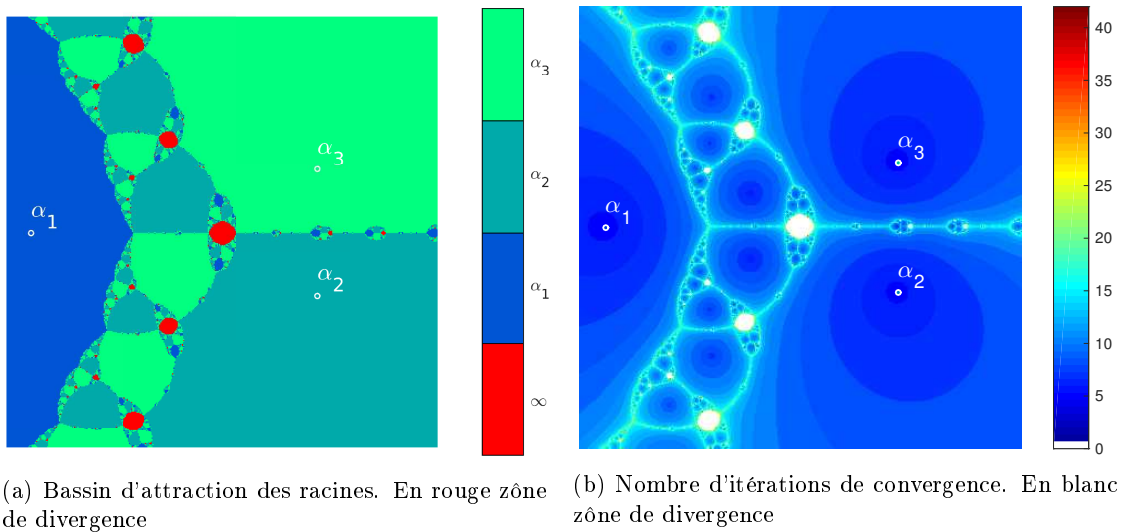 α₃
α₁
α₂
α₃
α₂
α₁
∞
α₃
α₁
α₂
40
35
30
25
20
15
10
5
0
(a) Bassin d'attraction des racines. En rouge zône
de divergence
(b) Nombre d'itérations de convergence. En blanc
zône de divergence